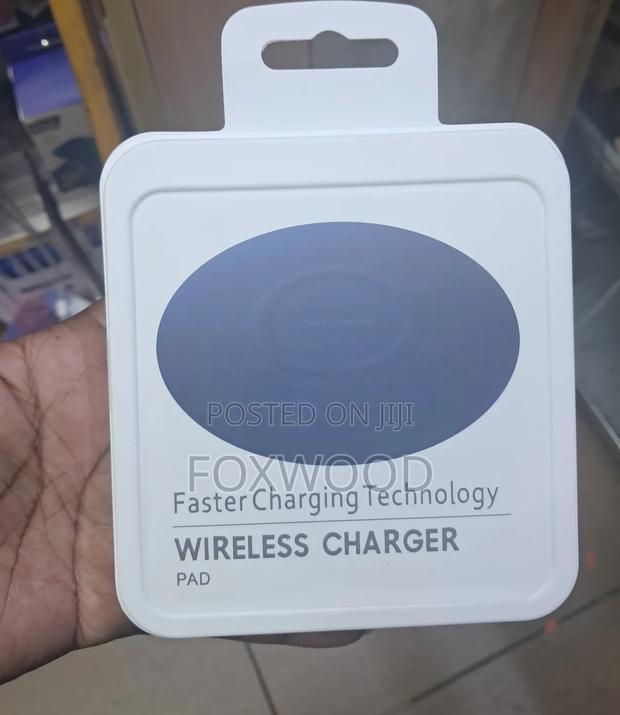 POSTED ON JIJI
FOXWOOD
Faster Charging Technology
WIRELESS CHARGER
PAD